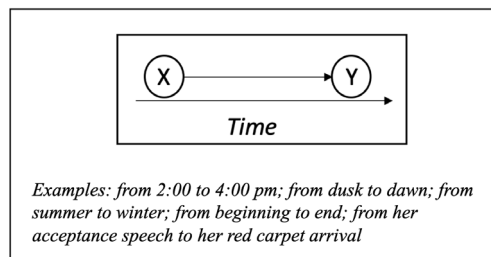 X Y
Time
Examples: from 2:00 to 4:00 pm; from dusk to dawn; from
summer to winter; from beginning to end; from her
acceptance speech to her red carpet arrival